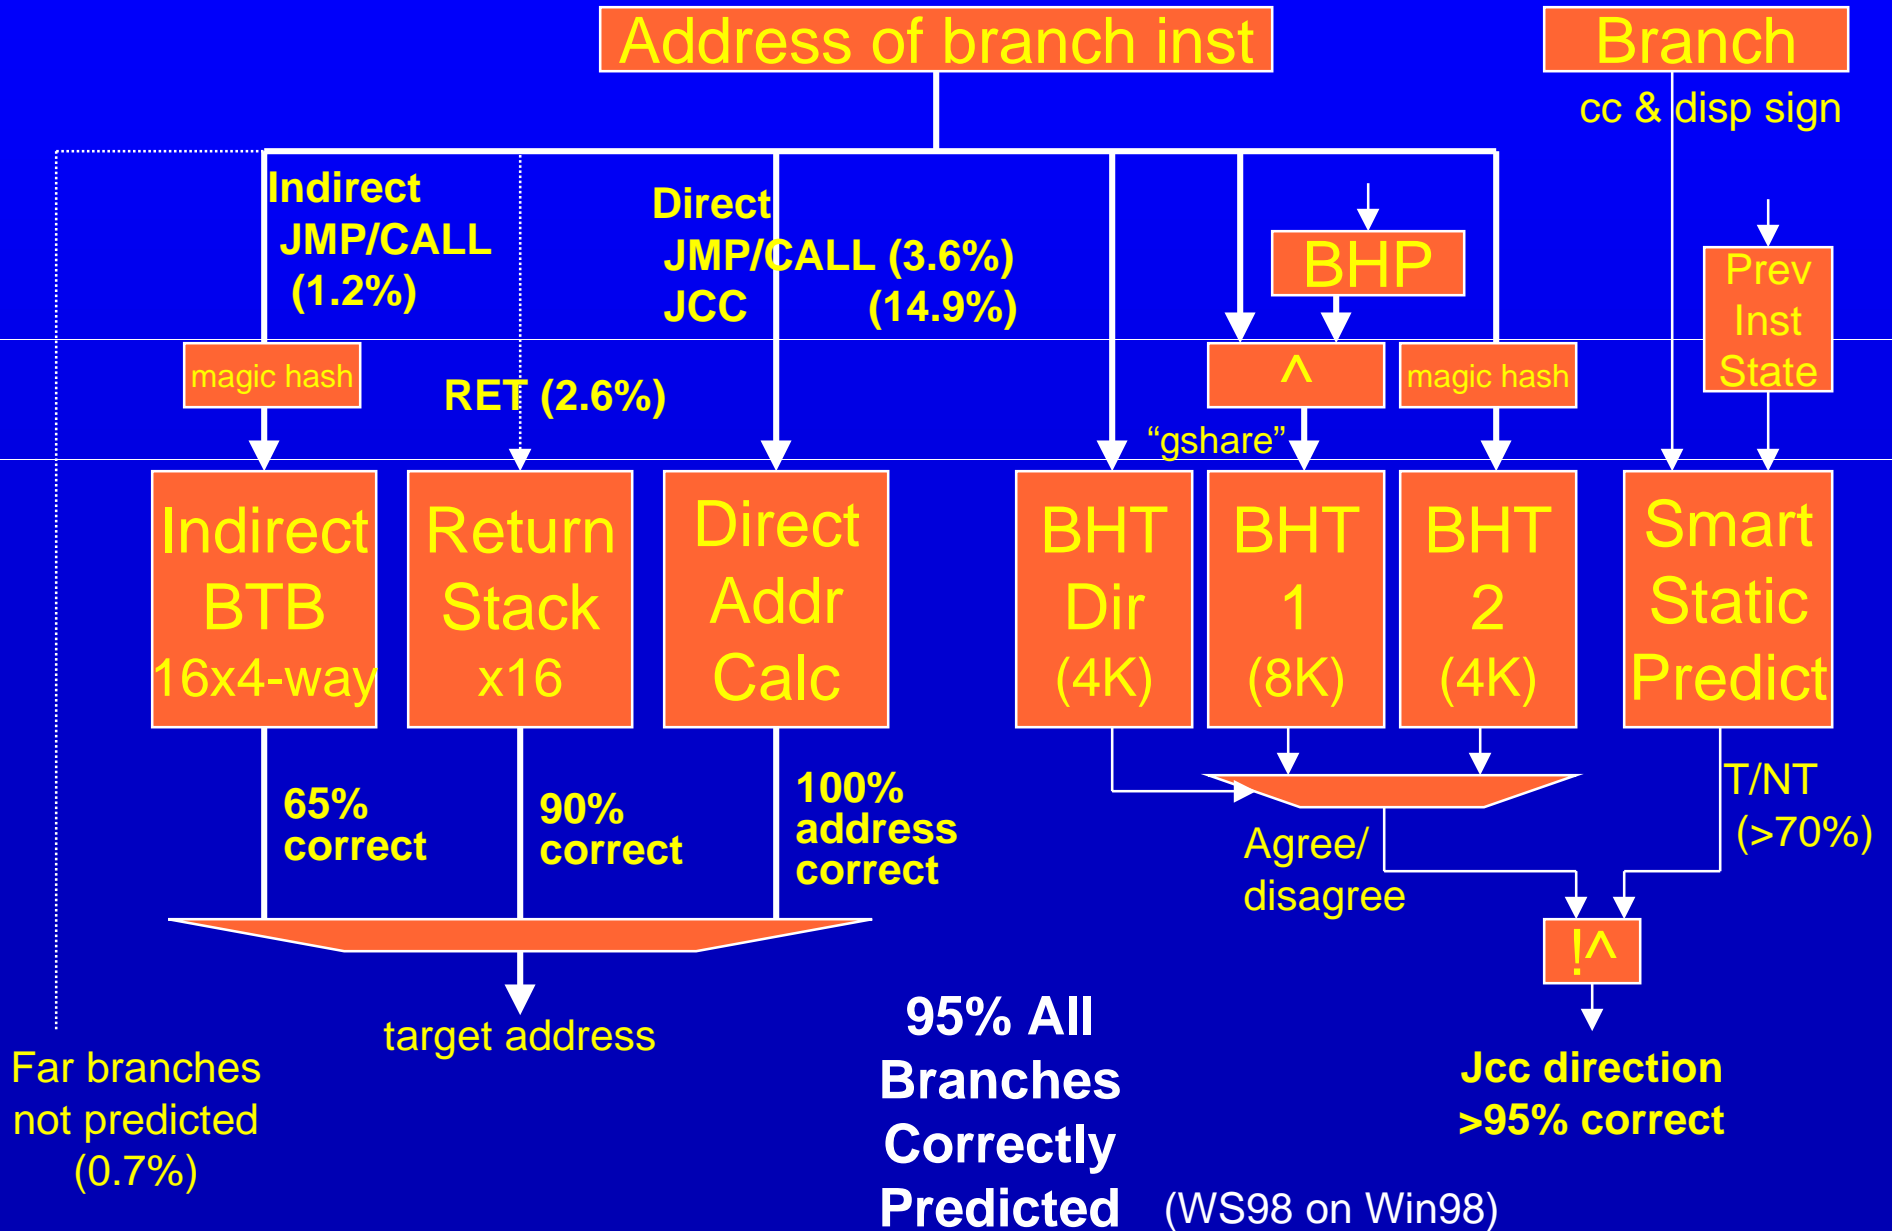 Address of branch inst
Branch
cc & disp sign
Indirect
JMP/CALL
(1.2%)
Direct
JMP/CALL (3.6%)
JCC (14.9%)
BHP
Prev
Inst
State
magic hash
RET (2.6%)
^
magic hash
“gshare”
Indirect
BTB
16x4-way
Return
Stack
x16
Direct
Addr
Calc
BHT
Dir
(4K)
BHT
1
(8K)
BHT
2
(4K)
Smart
Static
Predict
65%
correct
90%
correct
100%
address
correct
Agree/
disagree
T/NT
(>70%)
!^
target address
Far branches
not predicted
(0.7%)
95% All
Branches
Correctly
Predicted
(WS98 on Win98)
Jcc direction
>95% correct